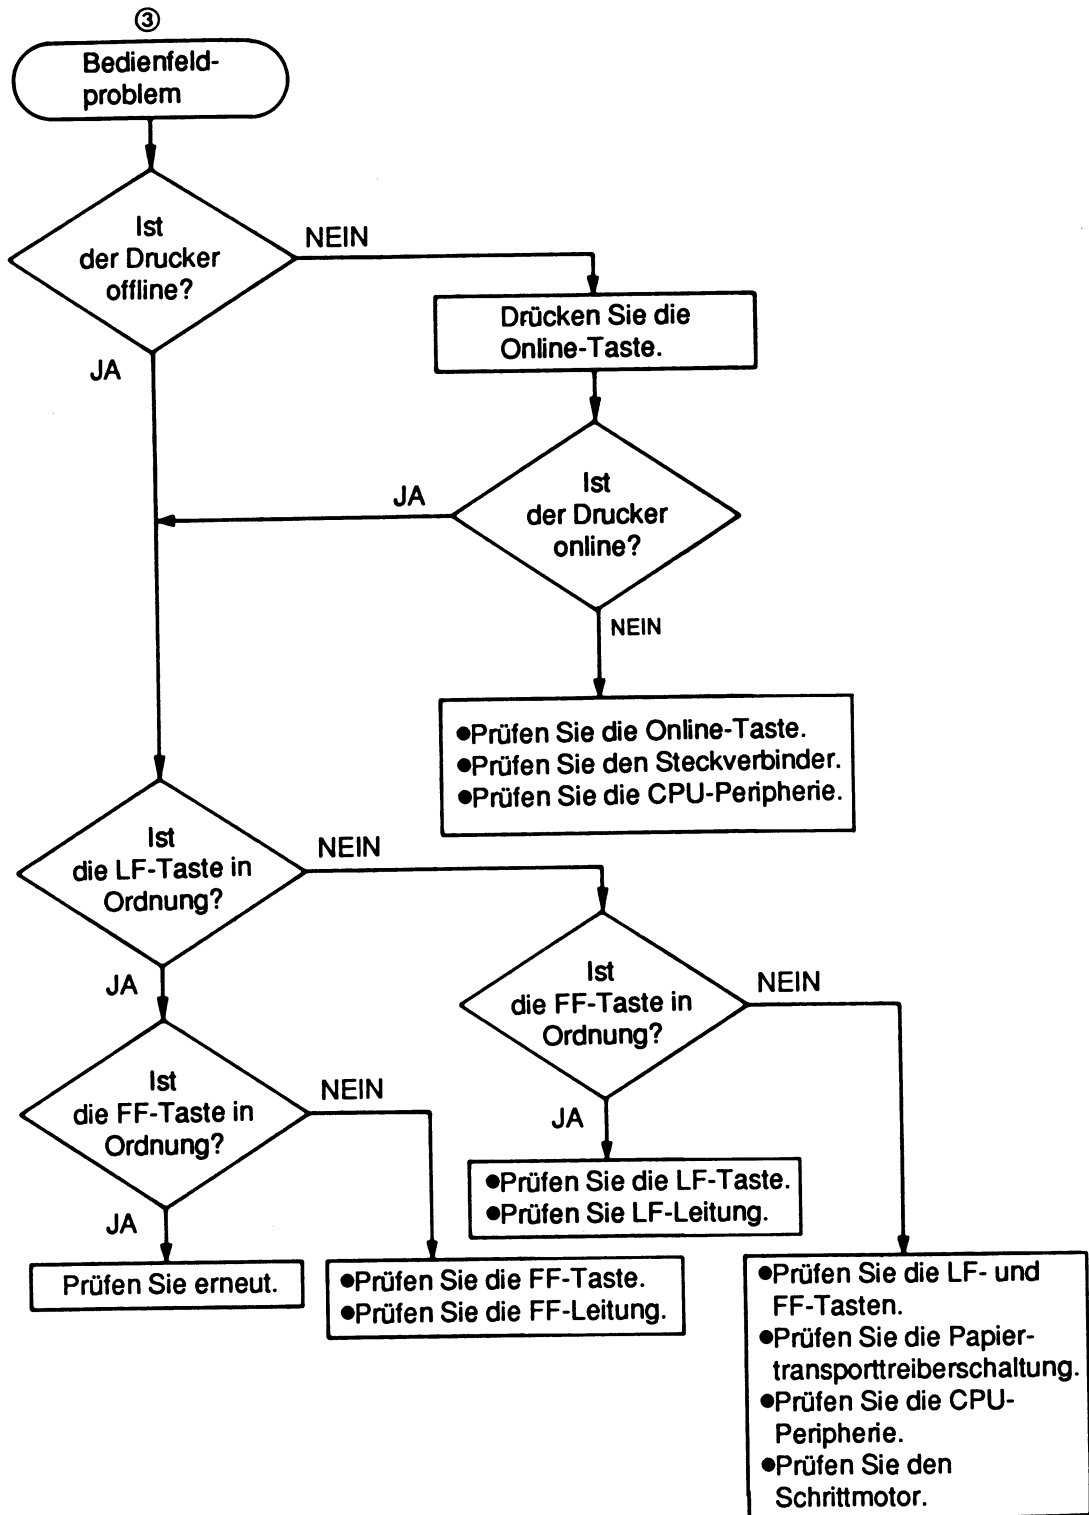 ③
Bedienfeld-
problem
Ist
der Drucker
offline?
NEIN
JA
Drücken Sie die
Online-Taste.
Ist
der Drucker
online?
JA
NEIN
●Prüfen Sie die Online-Taste.
●Prüfen Sie den Steckverbinder.
●Prüfen Sie die CPU-Peripherie.
Ist
die LF-Taste in
Ordnung?
NEIN
JA
Ist
die FF-Taste in
Ordnung?
NEIN
JA
Ist
die FF-Taste in
Ordnung?
NEIN
JA
●Prüfen Sie die LF-Taste.
●Prüfen Sie LF-Leitung.
Prüfen Sie erneut.
●Prüfen Sie die FF-Taste.
●Prüfen Sie die FF-Leitung.
●Prüfen Sie die LF- und
FF-Tasten.
●Prüfen Sie die Papier-
transporttreiberschaltung.
●Prüfen Sie die CPU-
Peripherie.
●Prüfen Sie den
Schrittmotor.